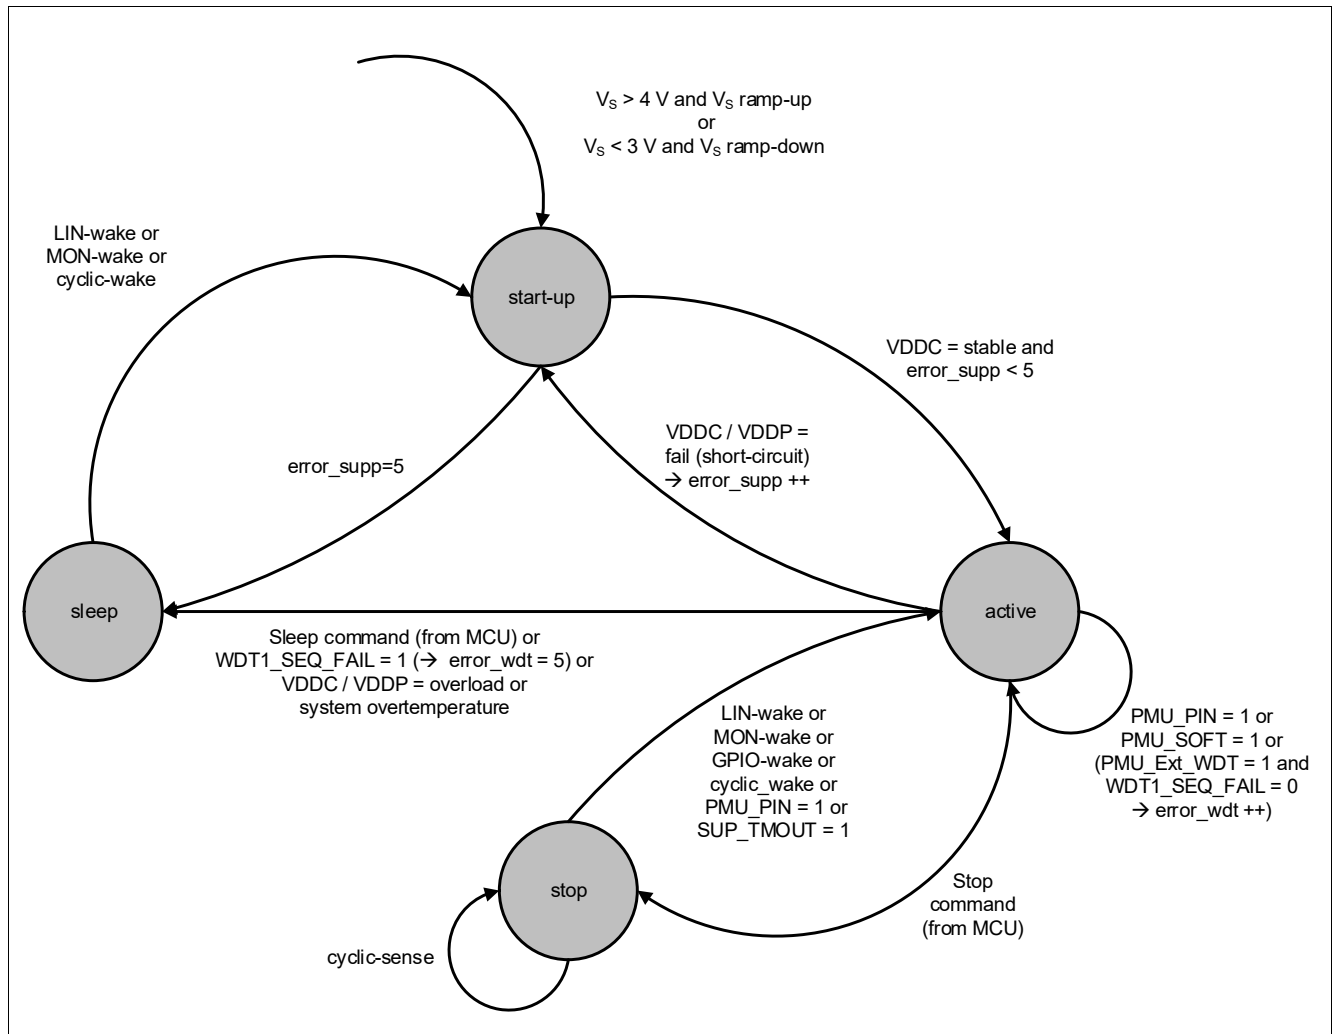 V_S > 4 V and V_S ramp-up
or
V_S < 3 V and V_S ramp-down
LIN-wake or
MON-wake or
cyclic-wake
start-up
VDDC = stable and
error_supp < 5
VDDC / VDDP =
fail (short-circuit)
→ error_supp ++
error_supp=5
sleep
active
Sleep command (from MCU) or
WDT1_SEQ_FAIL = 1 (→ error_wdt = 5) or
VDDC / VDDP = overload or
system overtemperature
LIN-wake or
MON-wake or
GPIO-wake or
cyclic_wake or
PMU_PIN = 1 or
SUP_TMOUT = 1
PMU_PIN = 1 or
PMU_SOFT = 1 or
(PMU_Ext_WDT = 1 and
WDT1_SEQ_FAIL = 0
→ error_wdt ++)
stop
Stop
command
(from MCU)
cyclic-sense